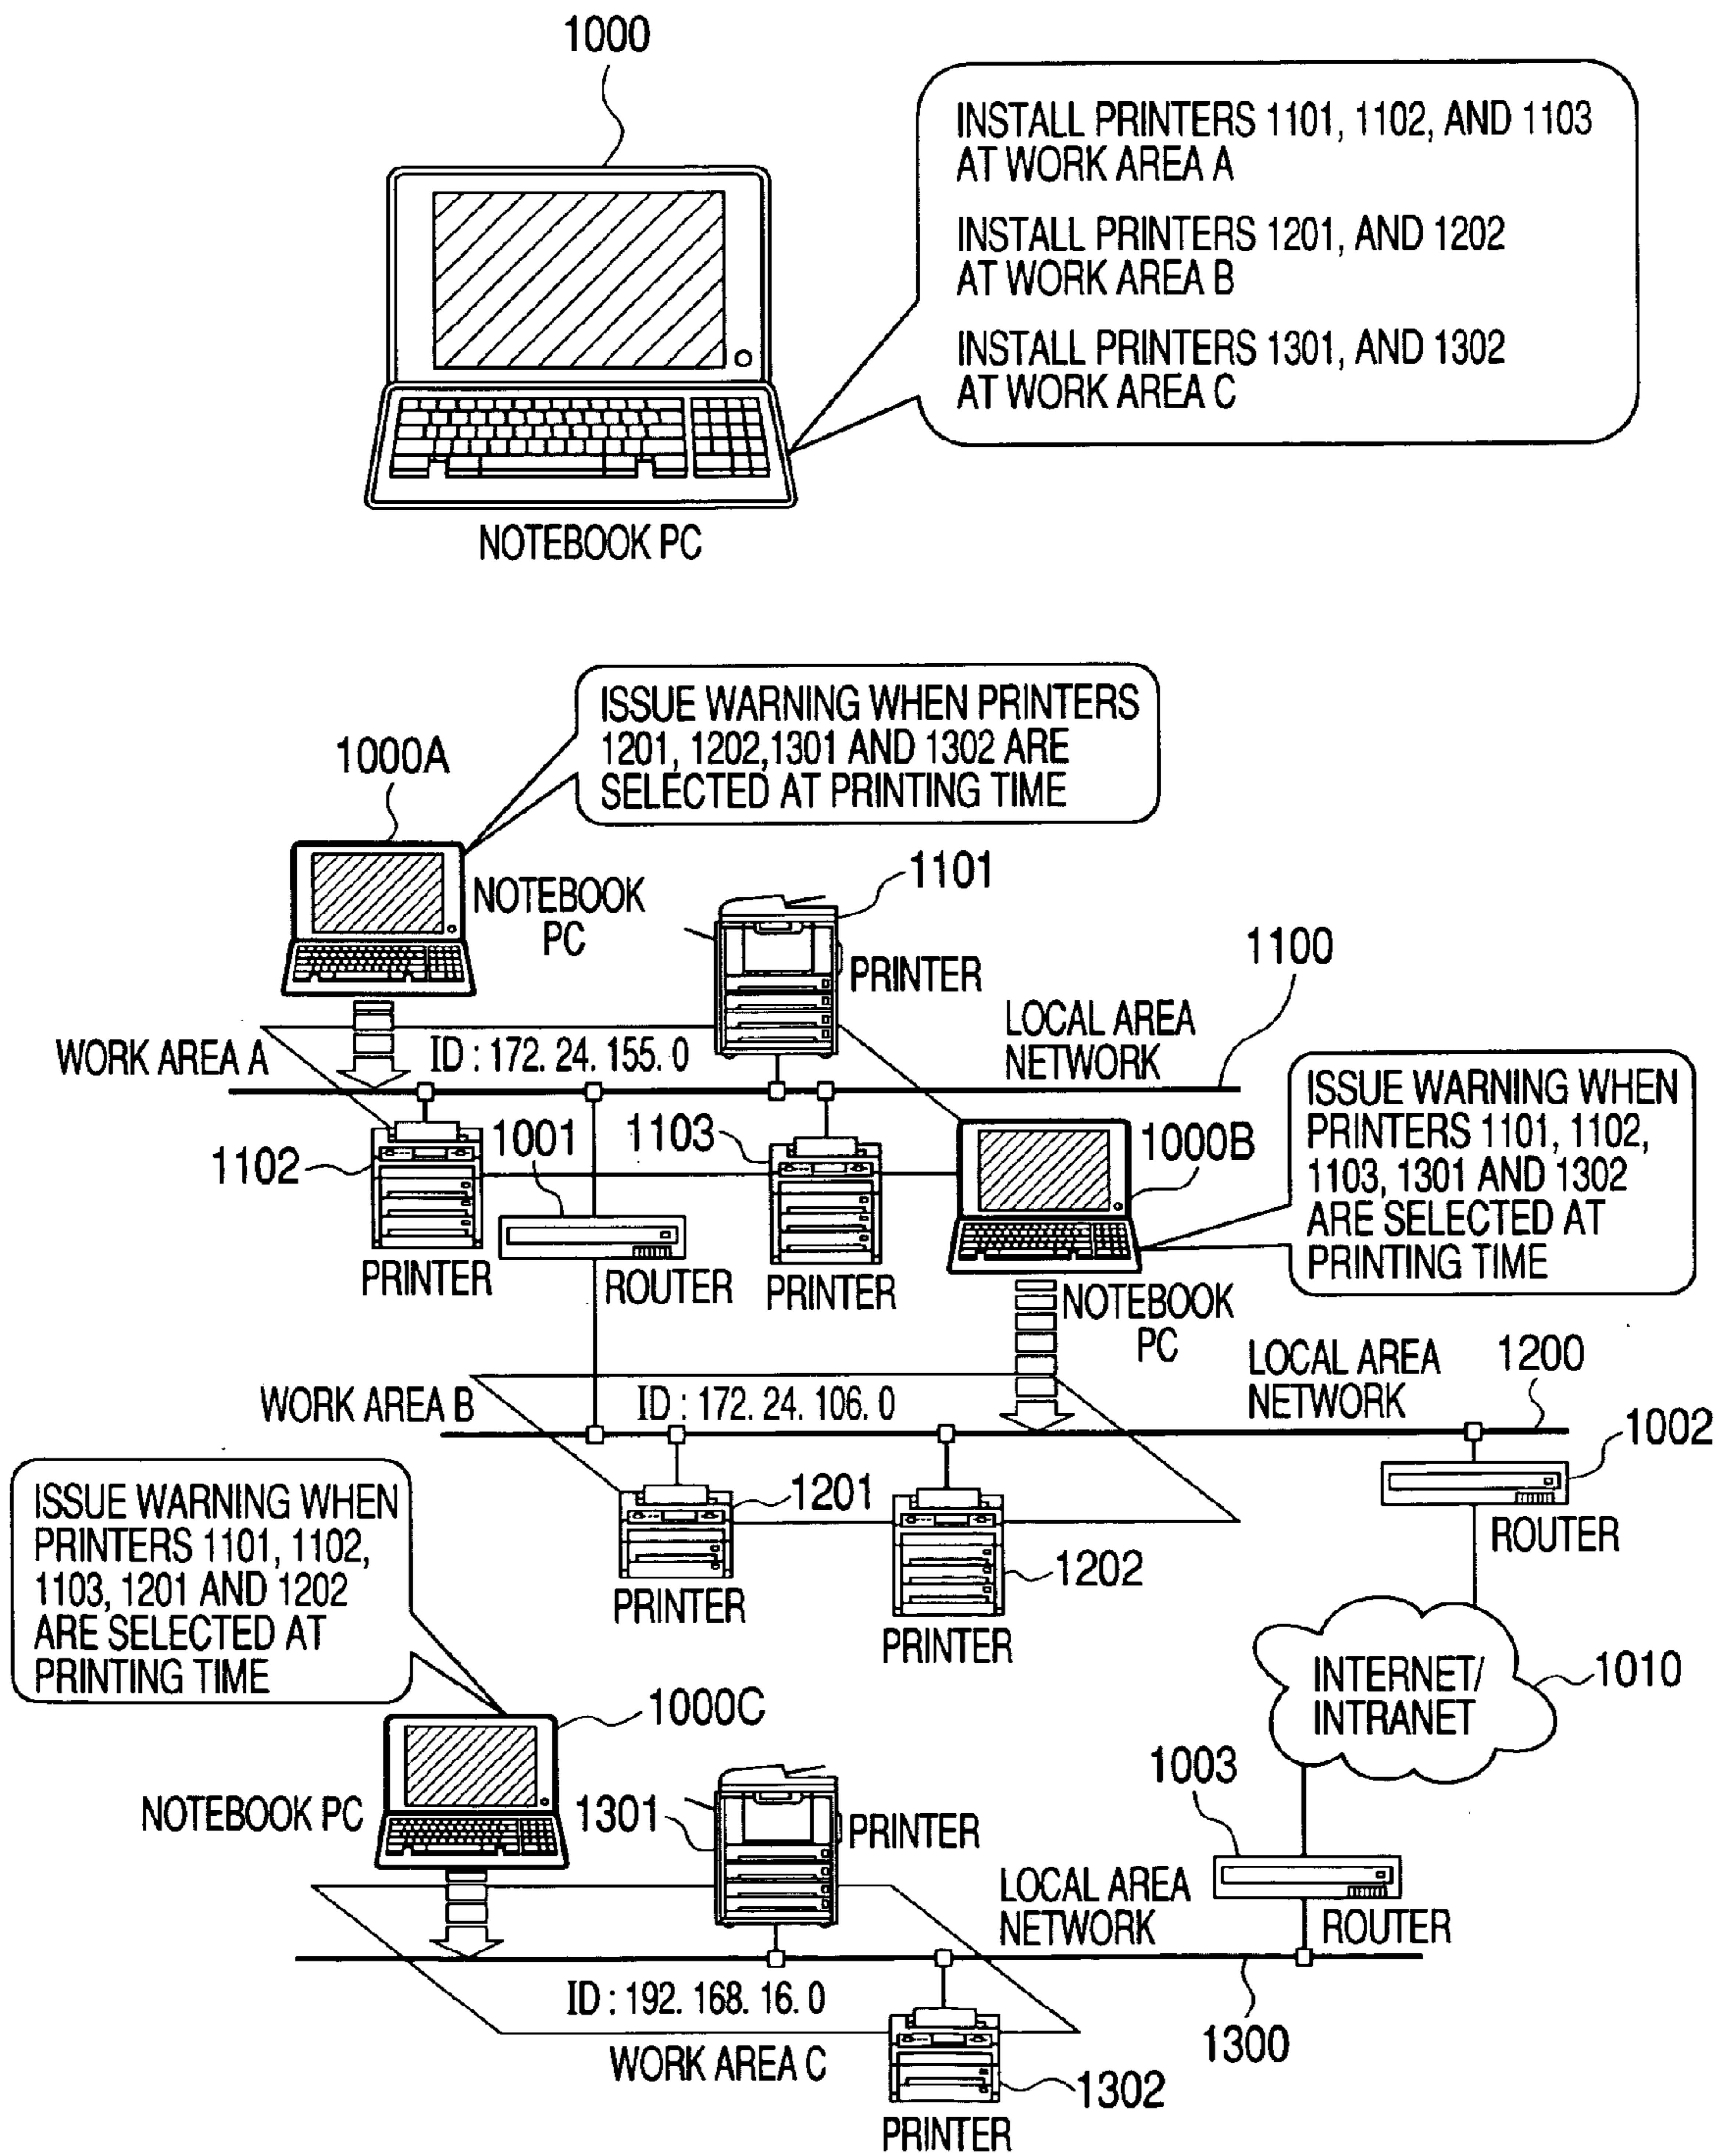 1000
INSTALL PRINTERS 1101, 1102, AND 1103
AT WORK AREA A
INSTALL PRINTERS 1201, AND 1202
AT WORK AREA B
INSTALL PRINTERS 1301, AND 1302
AT WORK AREA C
NOTEBOOK PC
ISSUE WARNING WHEN PRINTERS
1201, 1202,1301 AND 1302 ARE
SELECTED AT PRINTING TIME
1000A
NOTEBOOK
PC
1101
PRINTER
1100
LOCAL AREA
NETWORK
WORK AREA A
ID : 172. 24. 155. 0
ISSUE WARNING WHEN
PRINTERS 1101, 1102,
1103, 1301 AND 1302
ARE SELECTED AT
PRINTING TIME
1102
1001
1103
1000B
PRINTER
ROUTER
PRINTER
NOTEBOOK
PC
WORK AREA B
ID : 172. 24. 106. 0
LOCAL AREA
NETWORK
1200
1002
ROUTER
ISSUE WARNING WHEN
PRINTERS 1101, 1102,
1103, 1201 AND 1202
ARE SELECTED AT
PRINTING TIME
1201
PRINTER
1202
PRINTER
INTERNET/
INTRANET
1010
1000C
NOTEBOOK PC
1301
PRINTER
1003
ROUTER
LOCAL AREA
NETWORK
ID : 192. 168. 16. 0
1300
WORK AREA C
1302
PRINTER